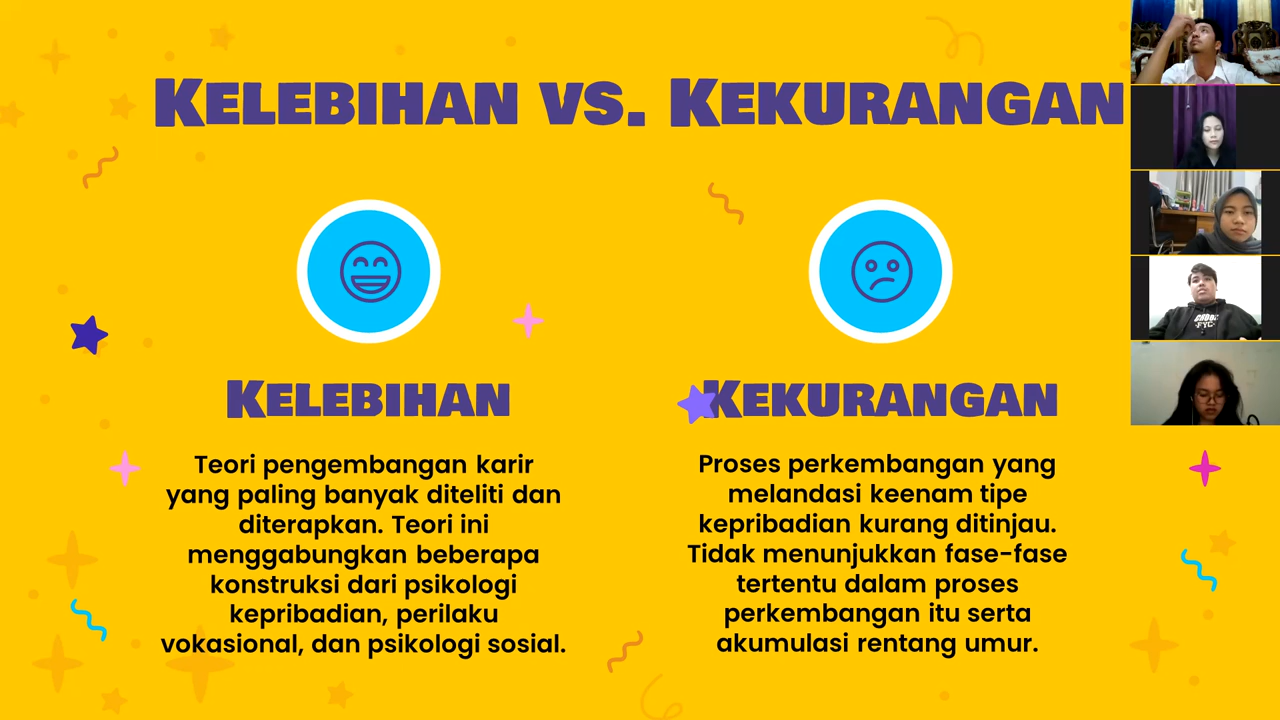 Kelebihan vs. Kekurangan
Kelebihan
Teori pengembangan karir
yang paling banyak diteliti dan
diterapkan. Teori ini
menggabungkan beberapa
konstruksi dari psikologi
kepribadian, perilaku
vokasional, dan psikologi sosial.
Kekurangan
Proses perkembangan yang
melandasi keenam tipe
kepribadian kurang ditinjau.
Tidak menunjukkan fase-fase
tertentu dalam proses
perkembangan itu serta
akumulasi rentang umur.